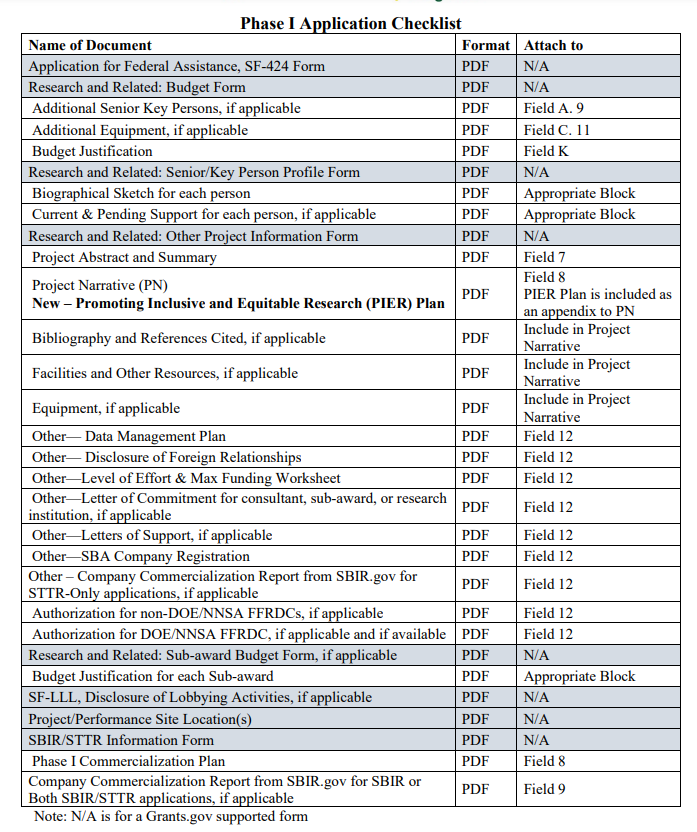 Phase I Application Checklist
Name of Document Format Attach to
Application for Federal Assistance, SF-424 Form PDF N/A
Research and Related: Budget Form PDF N/A
Additional Senior Key Persons, if applicable PDF Field A. 9
Additional Equipment, if applicable PDF Field C. 11
Budget Justification PDF Field K
Research and Related: Senior/Key Person Profile Form PDF N/A
Biographical Sketch for each person PDF Appropriate Block
Current & Pending Support for each person, if applicable PDF Appropriate Block
Research and Related: Other Project Information Form PDF N/A
Project Abstract and Summary PDF Field 7
Project Narrative (PN)
New – Promoting Inclusive and Equitable Research (PIER) Plan
PDF
Field 8
PIER Plan is included as
an appendix to PN
Bibliography and References Cited, if applicable PDF Include in Project
Narrative
Facilities and Other Resources, if applicable PDF Include in Project
Narrative
Equipment, if applicable PDF Include in Project
Narrative
Other— Data Management Plan PDF Field 12
Other— Disclosure of Foreign Relationships PDF Field 12
Other—Level of Effort & Max Funding Worksheet PDF Field 12
Other—Letter of Commitment for consultant, sub-award, or research
institution, if applicable
PDF Field 12
Other—Letters of Support, if applicable PDF Field 12
Other—SBA Company Registration PDF Field 12
Other – Company Commercialization Report from SBIR.gov for
STTR-Only applications, if applicable
PDF Field 12
Authorization for non-DOE/NNSA FFRDCs, if applicable PDF Field 12
Authorization for DOE/NNSA FFRDC, if applicable and if available PDF Field 12
Research and Related: Sub-award Budget Form, if applicable PDF N/A
Budget Justification for each Sub-award PDF Appropriate Block
SF-LLL, Disclosure of Lobbying Activities, if applicable PDF N/A
Project/Performance Site Location(s) PDF N/A
SBIR/STTR Information Form PDF N/A
Phase I Commercialization Plan PDF Field 8
Company Commercialization Report from SBIR.gov for SBIR or
Both SBIR/STTR applications, if applicable
PDF Field 9
Note: N/A is for a Grants.gov supported form